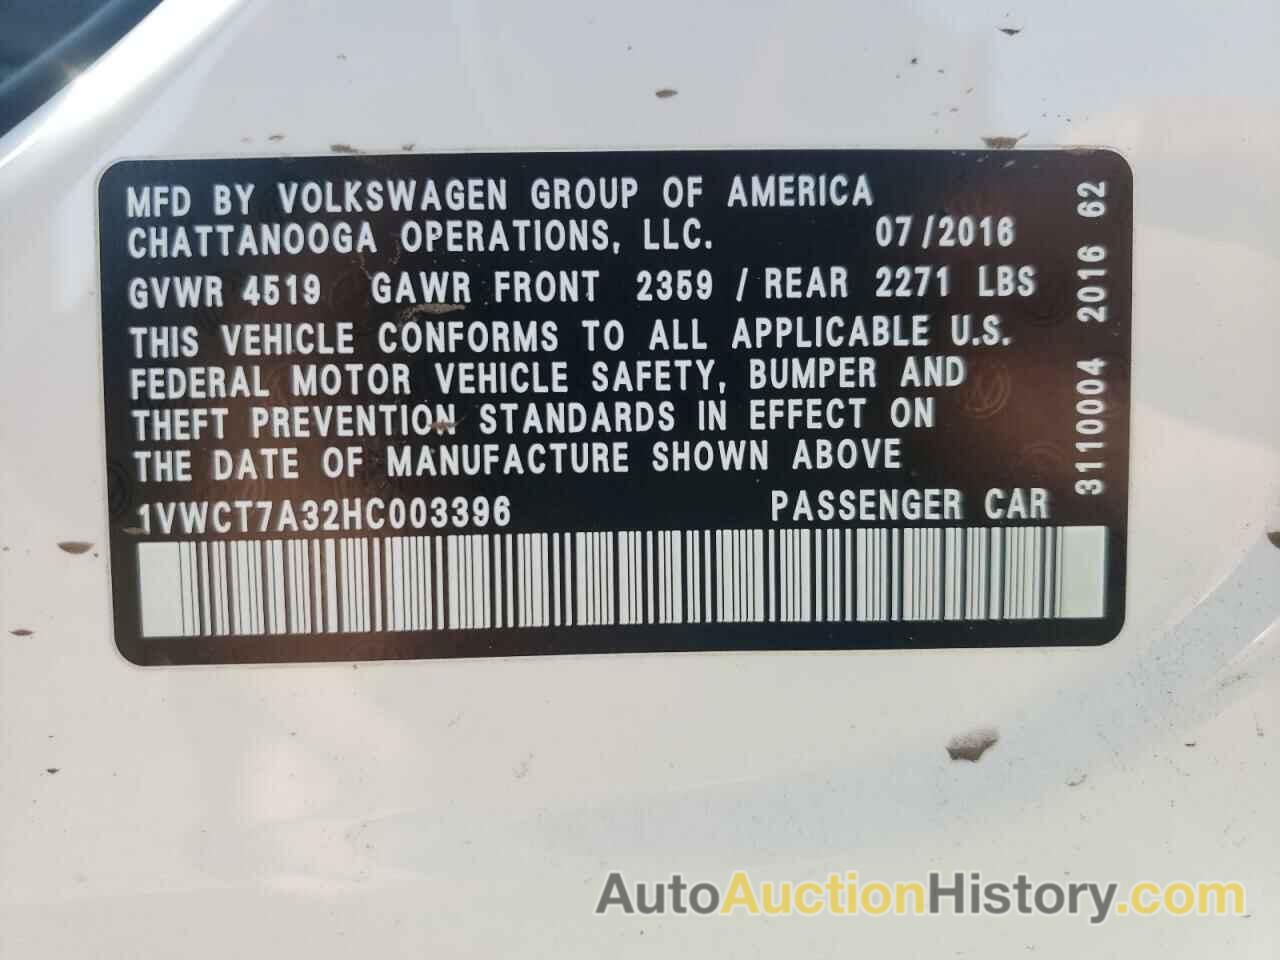 MFD BY VOLKSWAGEN GROUP OF AMERICA
CHATTANOOGA OPERATIONS, LLC. 07/2016
GVWR 4519 GAWR FRONT 2359 / REAR 2271 LBS
THIS VEHICLE CONFORMS TO ALL APPLICABLE U.S.
FEDERAL MOTOR VEHICLE SAFETY, BUMPER AND
THEFT PREVENTION STANDARDS IN EFFECT ON
THE DATE OF MANUFACTURE SHOWN ABOVE
1VWCT7A32HC003396 PASSENGER CAR
3110004 2016 62
AutoAuctionHistory.com